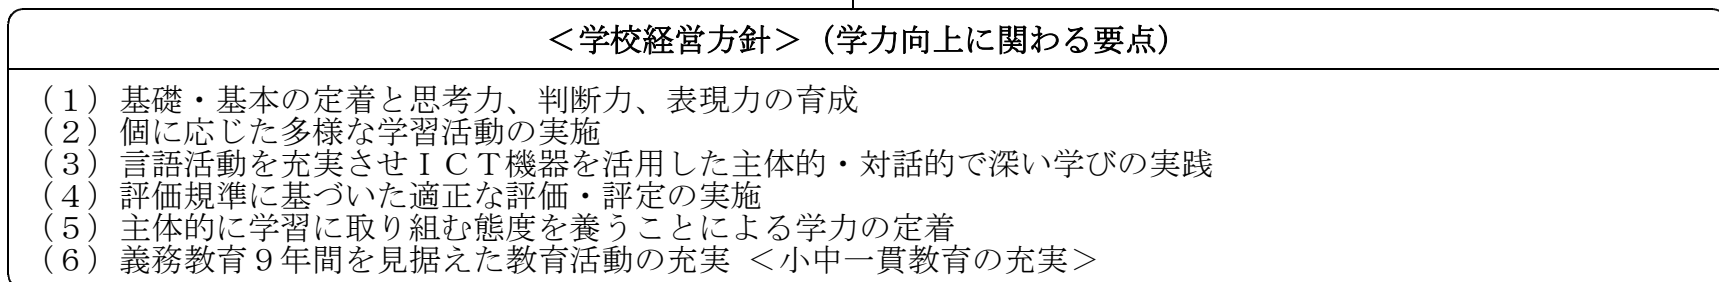 ＜学校経営方針＞（学力向上に関わる要点）
（１）基礎・基本の定着と思考力、判断力、表現力の育成
（２）個に応じた多様な学習活動の実施
（３）言語活動を充実させＩＣＴ機器を活用した主体的・対話的で深い学びの実践
（４）評価規準に基づいた適正な評価・評定の実施
（５）主体的に学習に取り組む態度を養うことによる学力の定着
（６）義務教育９年間を見据えた教育活動の充実 ＜小中一貫教育の充実＞